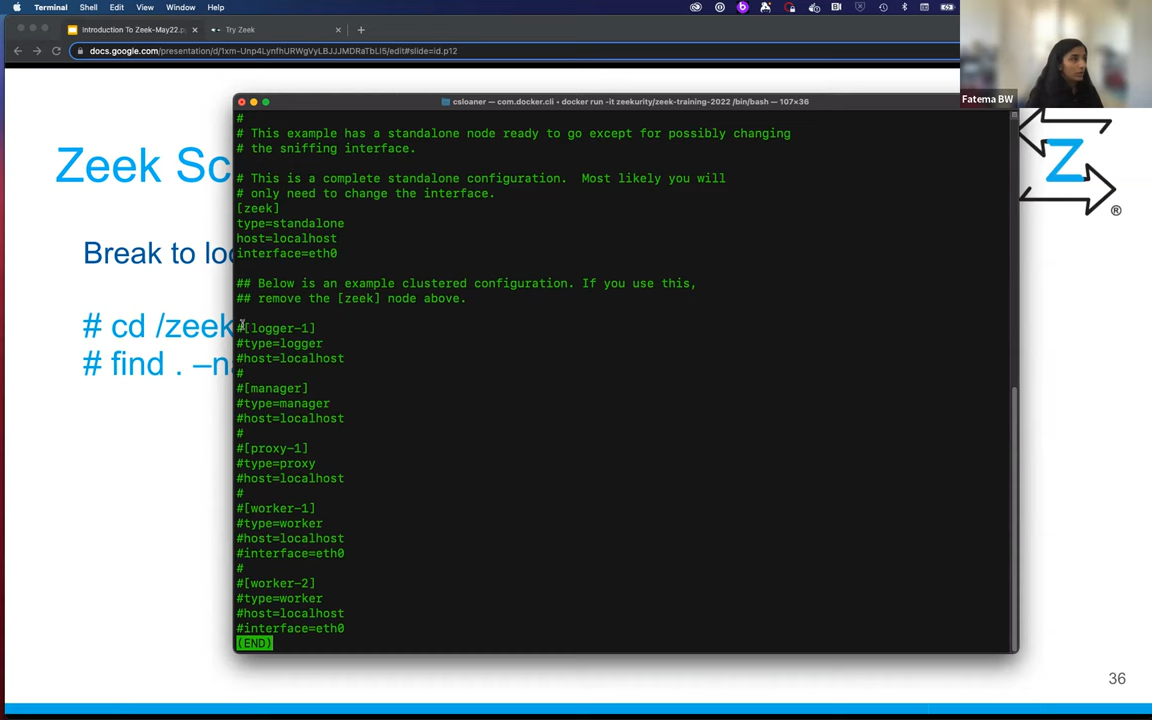 Terminal Shell Edit View Window Help
Introduction To Zeek-May22.p × Try Zeek × +
docs.google.com/presentation/d/1xm-Unp4LynfhURWgVyLBJJJMDRaTbLI5/edit#slide=id.p12
Fatema BW
csloaner — com.docker.cli • docker run -it zeekurity/zeek-training-2022 /bin/bash — 107×36
#
# This example has a standalone node ready to go except for possibly changing
# the sniffing interface.
# This is a complete standalone configuration.  Most likely you will
# only need to change the interface.
[zeek]
type=standalone
host=localhost
interface=eth0
## Below is an example clustered configuration. If you use this,
## remove the [zeek] node above.
#[logger-1]
#type=logger
#host=localhost
#
#[manager]
#type=manager
#host=localhost
#
#[proxy-1]
#type=proxy
#host=localhost
#
#[worker-1]
#type=worker
#host=localhost
#interface=eth0
#
#[worker-2]
#type=worker
#host=localhost
#interface=eth0
(END)
Zeek Sc
Break to lo
# cd /zeek
# find . –n
Z
®
36